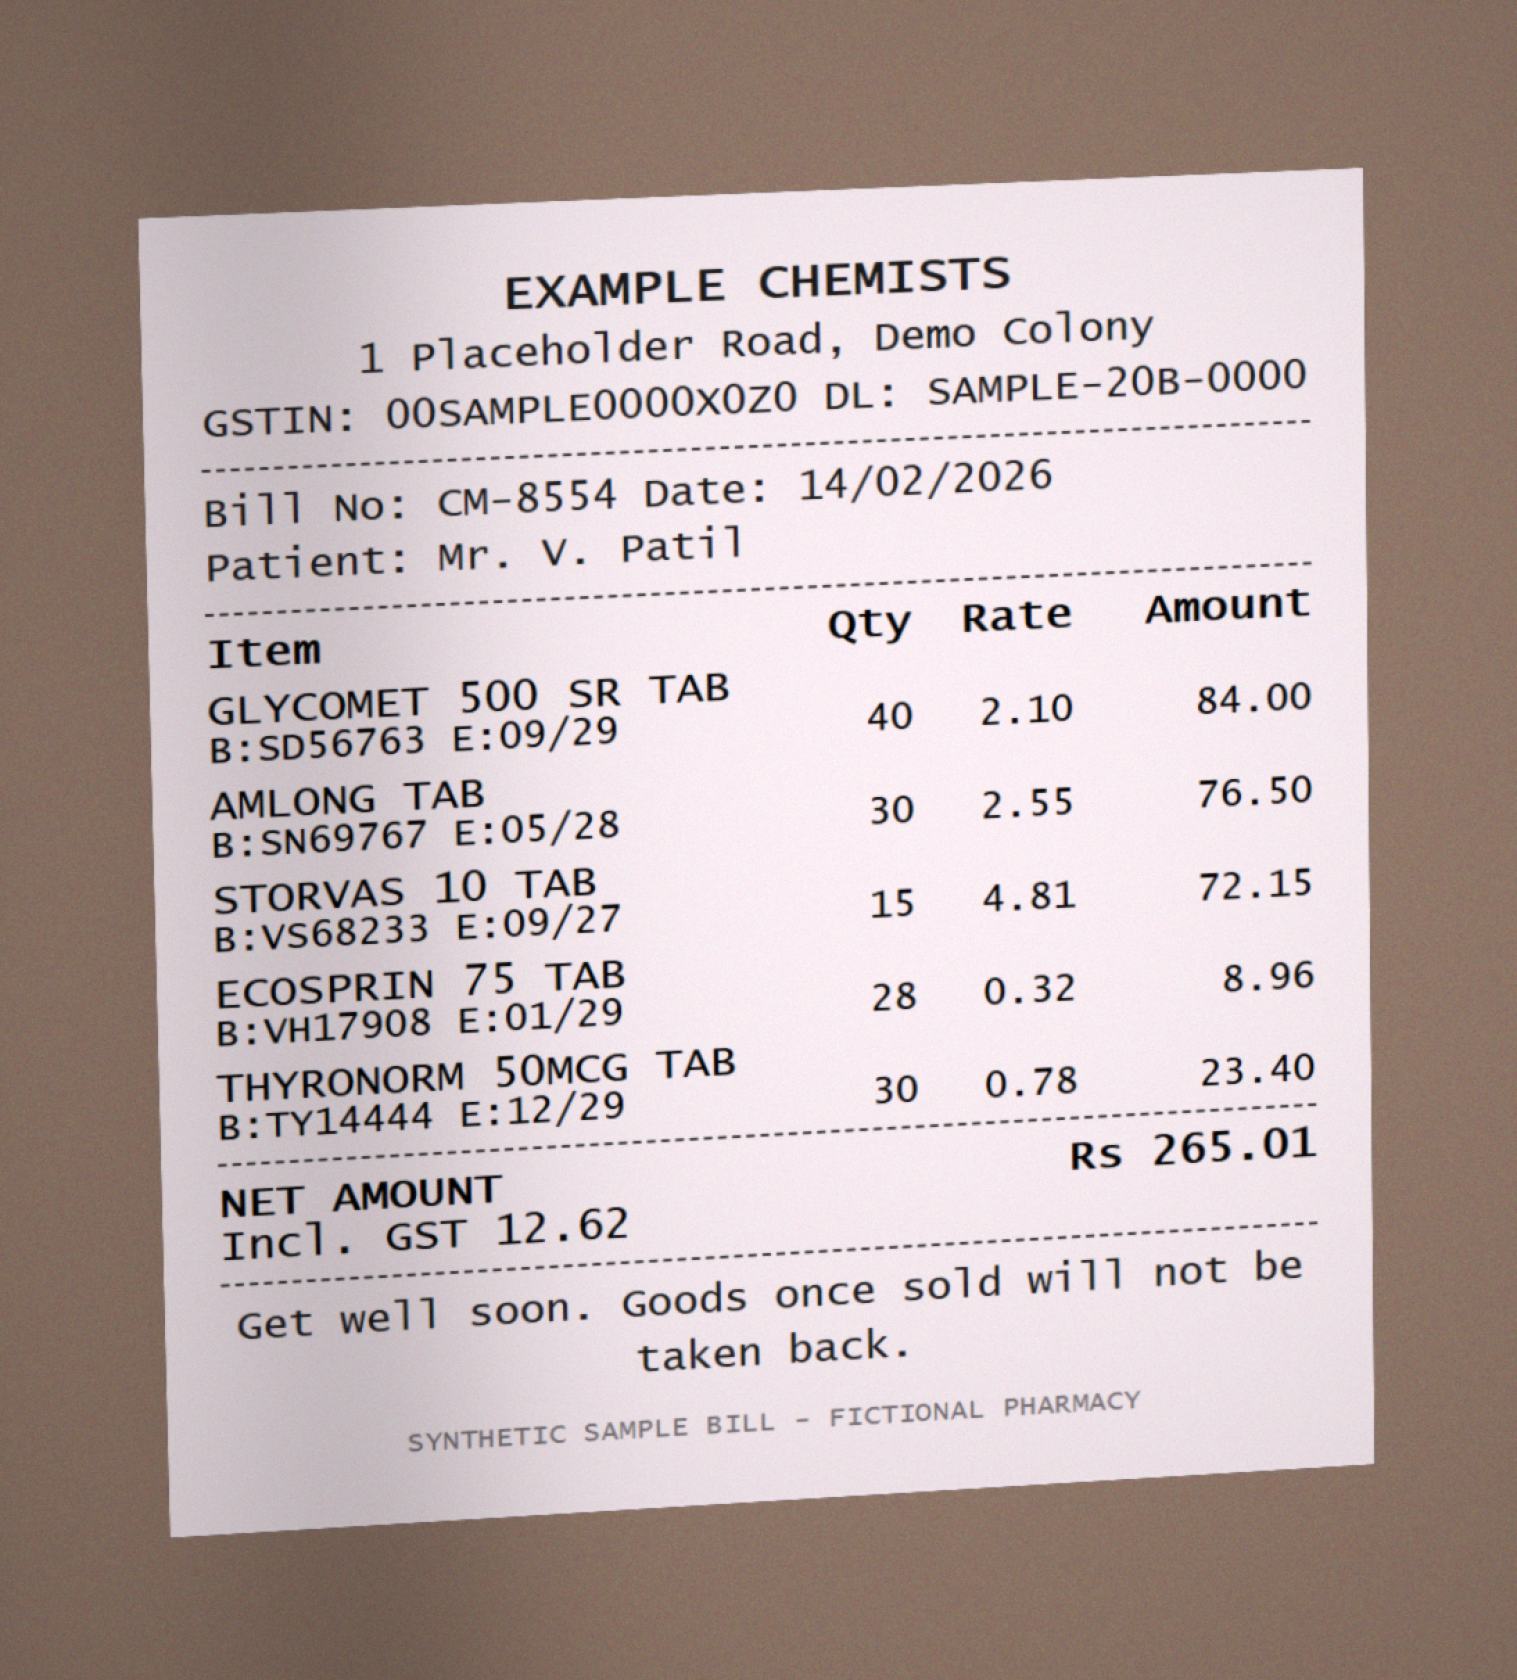 EXAMPLE CHEMISTS
1 Placeholder Road, Demo Colony
GSTIN: 00SAMPLE0000X0Z0 DL: SAMPLE-20B-0000
Bill No: CM-8554 Date: 14/02/2026
Patient: Mr. V. Patil
Item Qty Rate Amount
GLYCOMET 500 SR TAB 40 2.10 84.00
B:SD56763 E:09/29
AMLONG TAB 30 2.55 76.50
B:SN69767 E:05/28
STORVAS 10 TAB 15 4.81 72.15
B:VS68233 E:09/27
ECOSPRIN 75 TAB 28 0.32 8.96
B:VH17908 E:01/29
THYRONORM 50MCG TAB 30 0.78 23.40
B:TY14444 E:12/29
NET AMOUNT Rs 265.01
Incl. GST 12.62
Get well soon. Goods once sold will not be
taken back.
SYNTHETIC SAMPLE BILL - FICTIONAL PHARMACY